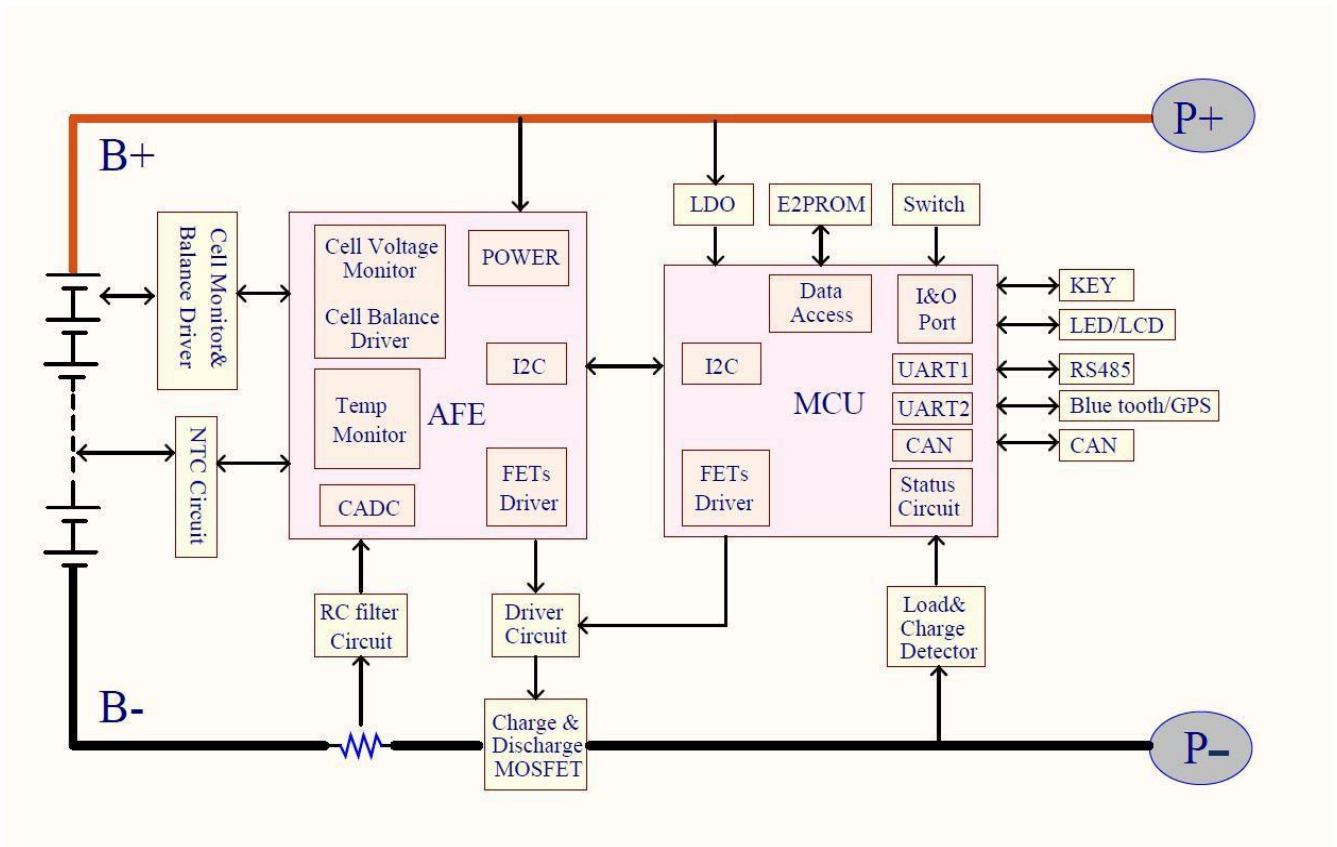 P+
B+
LDO
E2PROM
Switch
Cell Monitor&
Balance Driver
Cell Voltage
Monitor
Cell Balance
Driver
POWER
Data
Access
I&O
Port
KEY
LED/LCD
I2C
I2C
UART1
RS485
MCU
AFE
Temp
Monitor
UART2
Blue tooth/GPS
CAN
CAN
NTC Circuit
FETs
Driver
FETs
Driver
Status
Circuit
CADC
RC filter
Circuit
Driver
Circuit
Load&
Charge
Detector
B-
Charge &
Discharge
MOSFET
P-